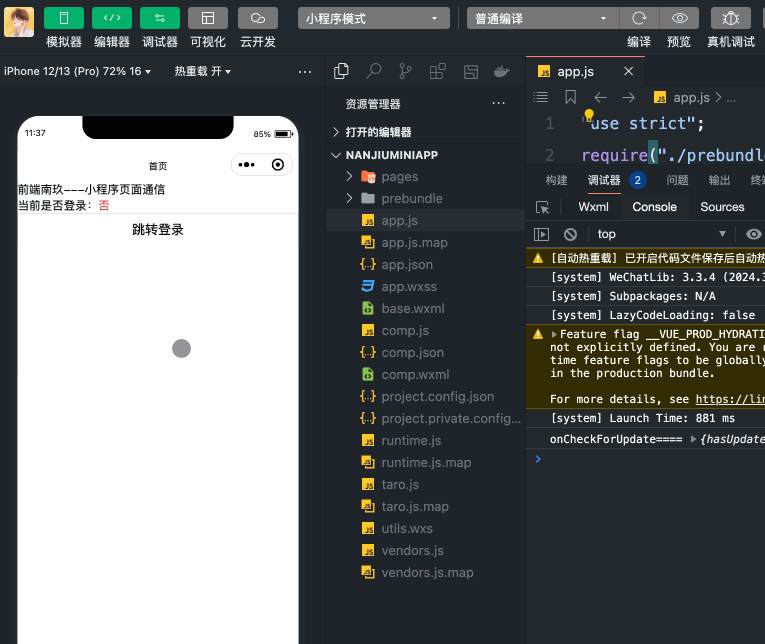 小程序模式
普通编译
模拟器 编辑器 调试器 可视化 云开发
编译 预览 真机调试
iPhone 12/13 (Pro) 72% 16
热重载 开
11:37
85%
首页
前端南玖---小程序页面通信
当前是否登录：否
跳转登录
资源管理器
打开的编辑器
NANJIUMINIAPP
pages
prebundle
app.js
app.js.map
app.json
app.wxss
base.wxml
comp.js
comp.json
comp.wxml
project.config.json
project.private.config...
runtime.js
runtime.js.map
taro.js
taro.js.map
utils.wxs
vendors.js
vendors.js.map
app.js
app.js > ...
1 "use strict";
2 require("./prebundle
构建 调试器 2 问题 输出 终
Wxml Console Sources
top
[自动热重载] 已开启代码文件保存后自动热
[system] WeChatLib: 3.3.4 (2024.3
[system] Subpackages: N/A
[system] LazyCodeLoading: false
Feature flag __VUE_PROD_HYDRATI
not explicitly defined. You are r
time feature flags to be globally
in the production bundle.
For more details, see https://lin
[system] Launch Time: 881 ms
onCheckForUpdate==== {hasUpdate